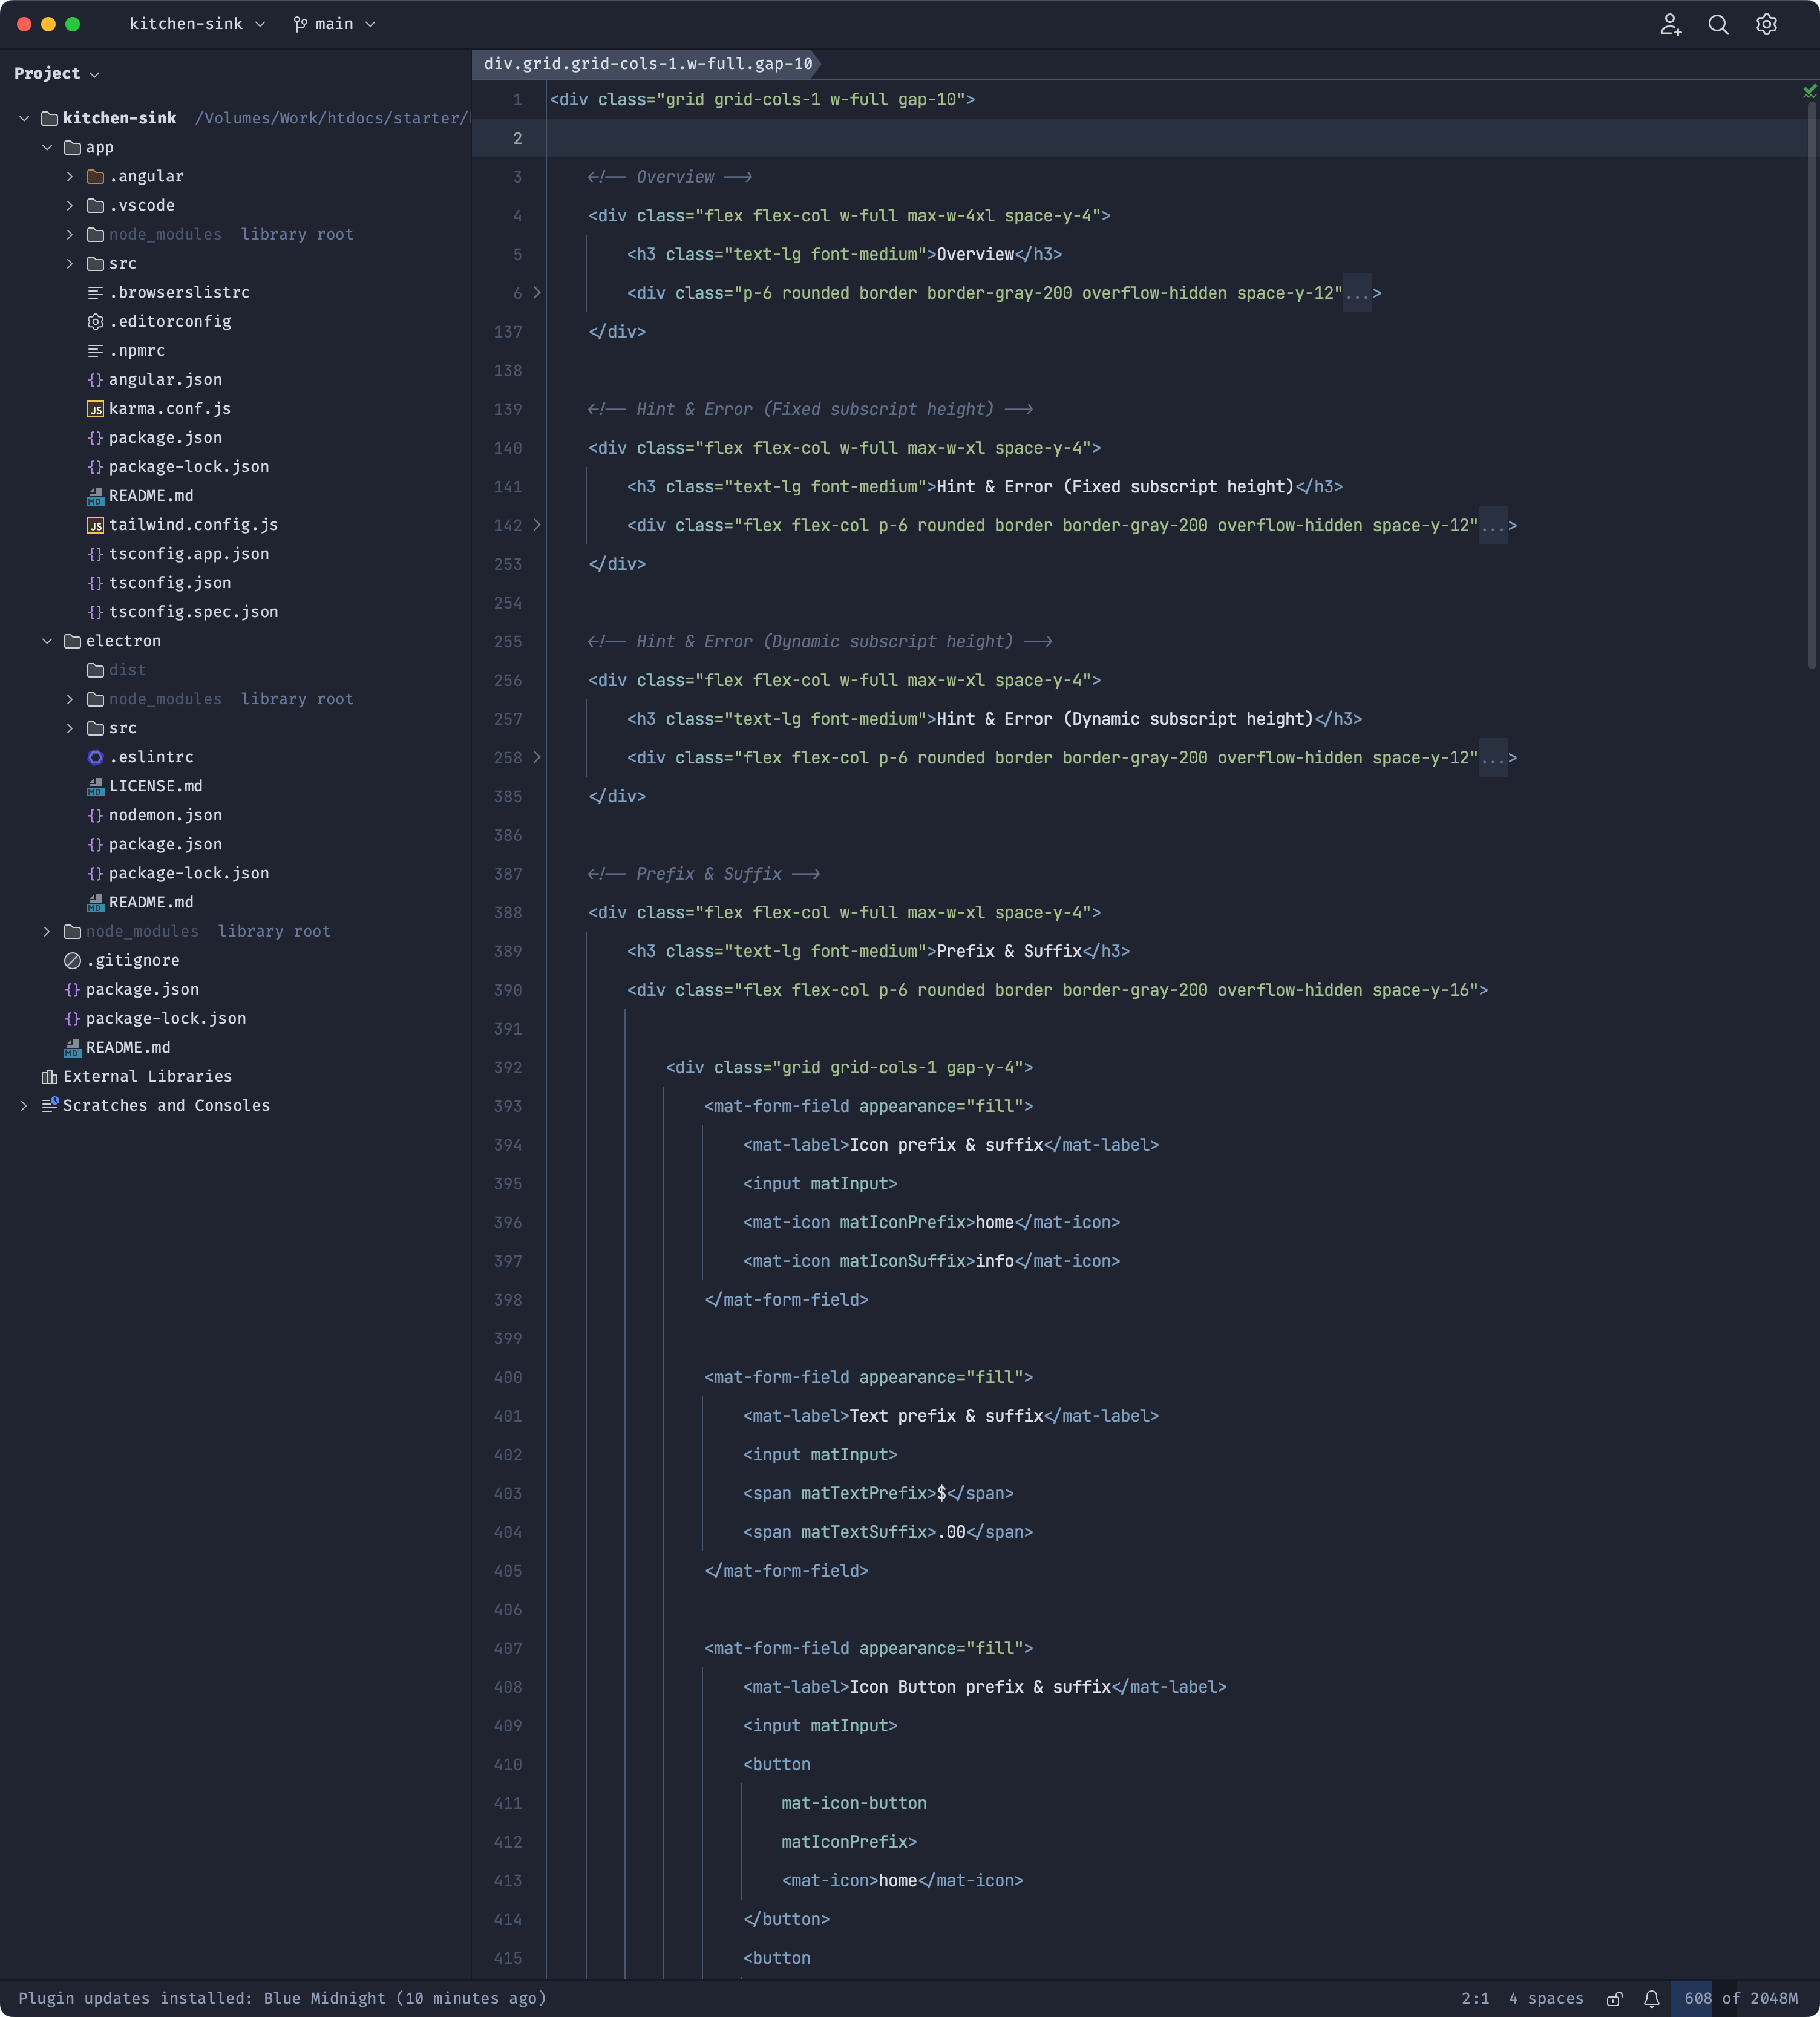 kitchen-sink main
Project
kitchen-sink /Volumes/Work/htdocs/starter/
app
.angular
.vscode
node_modules library root
src
.browserslistrc
.editorconfig
.npmrc
{} angular.json
JS karma.conf.js
{} package.json
{} package-lock.json
MD README.md
JS tailwind.config.js
{} tsconfig.app.json
{} tsconfig.json
{} tsconfig.spec.json
electron
dist
node_modules library root
src
.eslintrc
MD LICENSE.md
{} nodemon.json
{} package.json
{} package-lock.json
MD README.md
node_modules library root
.gitignore
{} package.json
{} package-lock.json
MD README.md
External Libraries
Scratches and Consoles
div.grid.grid-cols-1.w-full.gap-10
1 <div class="grid grid-cols-1 w-full gap-10">
2
3 <!-- Overview -->
4 <div class="flex flex-col w-full max-w-4xl space-y-4">
5 <h3 class="text-lg font-medium">Overview</h3>
6 <div class="p-6 rounded border border-gray-200 overflow-hidden space-y-12"...>
137 </div>
138
139 <!-- Hint & Error (Fixed subscript height) -->
140 <div class="flex flex-col w-full max-w-xl space-y-4">
141 <h3 class="text-lg font-medium">Hint & Error (Fixed subscript height)</h3>
142 <div class="flex flex-col p-6 rounded border border-gray-200 overflow-hidden space-y-12"...>
253 </div>
254
255 <!-- Hint & Error (Dynamic subscript height) -->
256 <div class="flex flex-col w-full max-w-xl space-y-4">
257 <h3 class="text-lg font-medium">Hint & Error (Dynamic subscript height)</h3>
258 <div class="flex flex-col p-6 rounded border border-gray-200 overflow-hidden space-y-12"...>
385 </div>
386
387 <!-- Prefix & Suffix -->
388 <div class="flex flex-col w-full max-w-xl space-y-4">
389 <h3 class="text-lg font-medium">Prefix & Suffix</h3>
390 <div class="flex flex-col p-6 rounded border border-gray-200 overflow-hidden space-y-16">
391
392 <div class="grid grid-cols-1 gap-y-4">
393 <mat-form-field appearance="fill">
394 <mat-label>Icon prefix & suffix</mat-label>
395 <input matInput>
396 <mat-icon matIconPrefix>home</mat-icon>
397 <mat-icon matIconSuffix>info</mat-icon>
398 </mat-form-field>
399
400 <mat-form-field appearance="fill">
401 <mat-label>Text prefix & suffix</mat-label>
402 <input matInput>
403 <span matTextPrefix>$</span>
404 <span matTextSuffix>.00</span>
405 </mat-form-field>
406
407 <mat-form-field appearance="fill">
408 <mat-label>Icon Button prefix & suffix</mat-label>
409 <input matInput>
410 <button
411 mat-icon-button
412 matIconPrefix>
413 <mat-icon>home</mat-icon>
414 </button>
415 <button
Plugin updates installed: Blue Midnight (10 minutes ago) 2:1 4 spaces 608 of 2048M